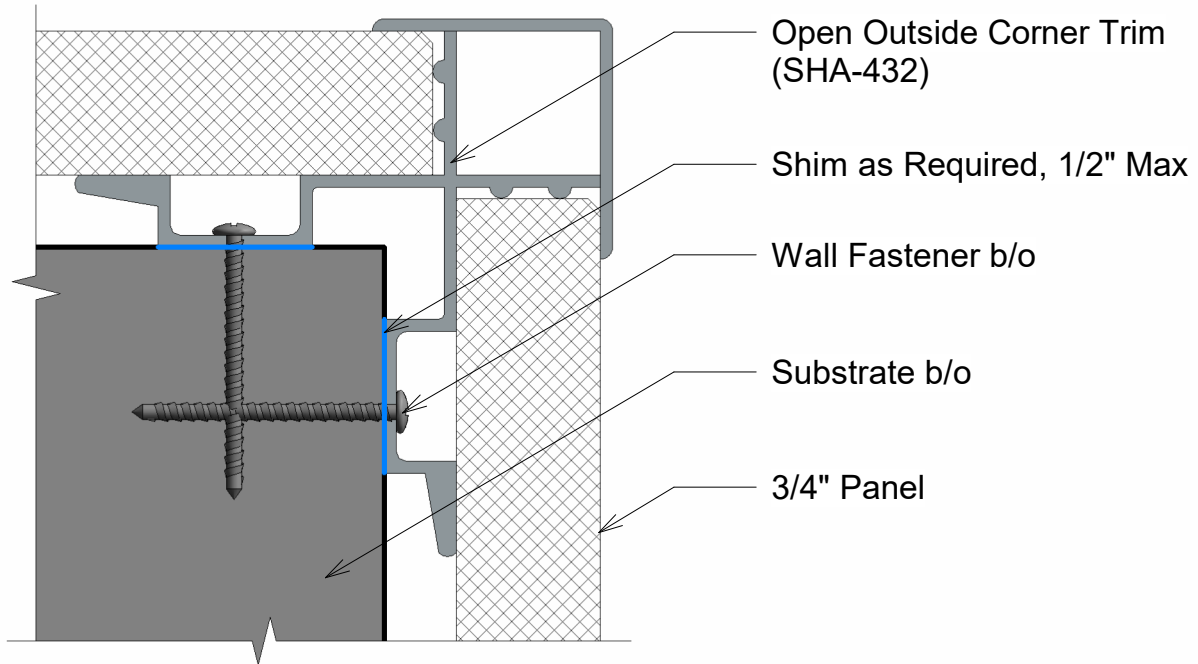 Open Outside Corner Trim
(SHA-432)
Shim as Required, 1/2" Max
Wall Fastener b/o
Substrate b/o
3/4" Panel